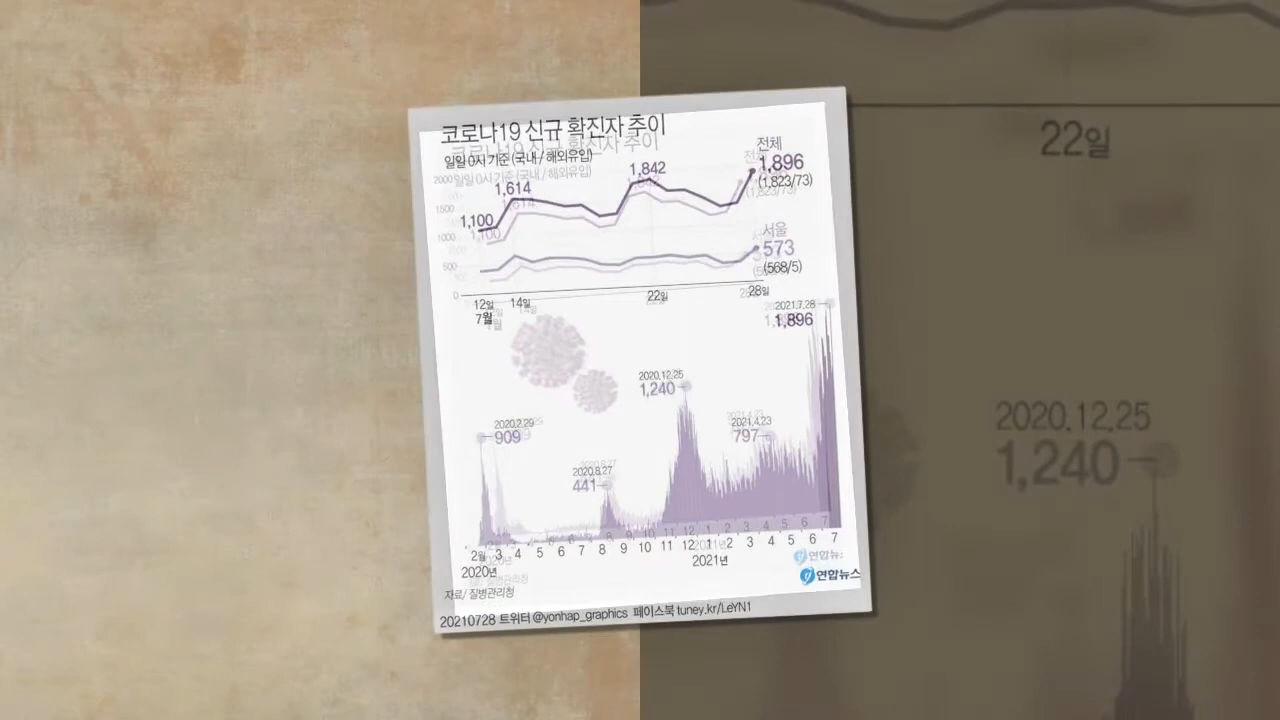 코로나19 신규 확진자 추이
일일 0시 기준 (국내 / 해외유입)
전체
1,896
(1,823/73)
1,842
1,614
1,100
2000
1500
1000
500
0
서울
573
(568/5)
12일 14일 22일 28일
7월
2021.7.28
1,896
2020.12.25
1,240
2020.2.29
909
2021.4.23
797
2020.8.27
441
2월 3 4 5 6 7 8 9 10 11 12 1 2 3 4 5 6 7
2020년 2021년
자료/ 질병관리청
연합뉴스
20210728 트위터 @yonhap_graphics 페이스북 tuney.kr/LeYN1
22일
2020.12.25
1,240